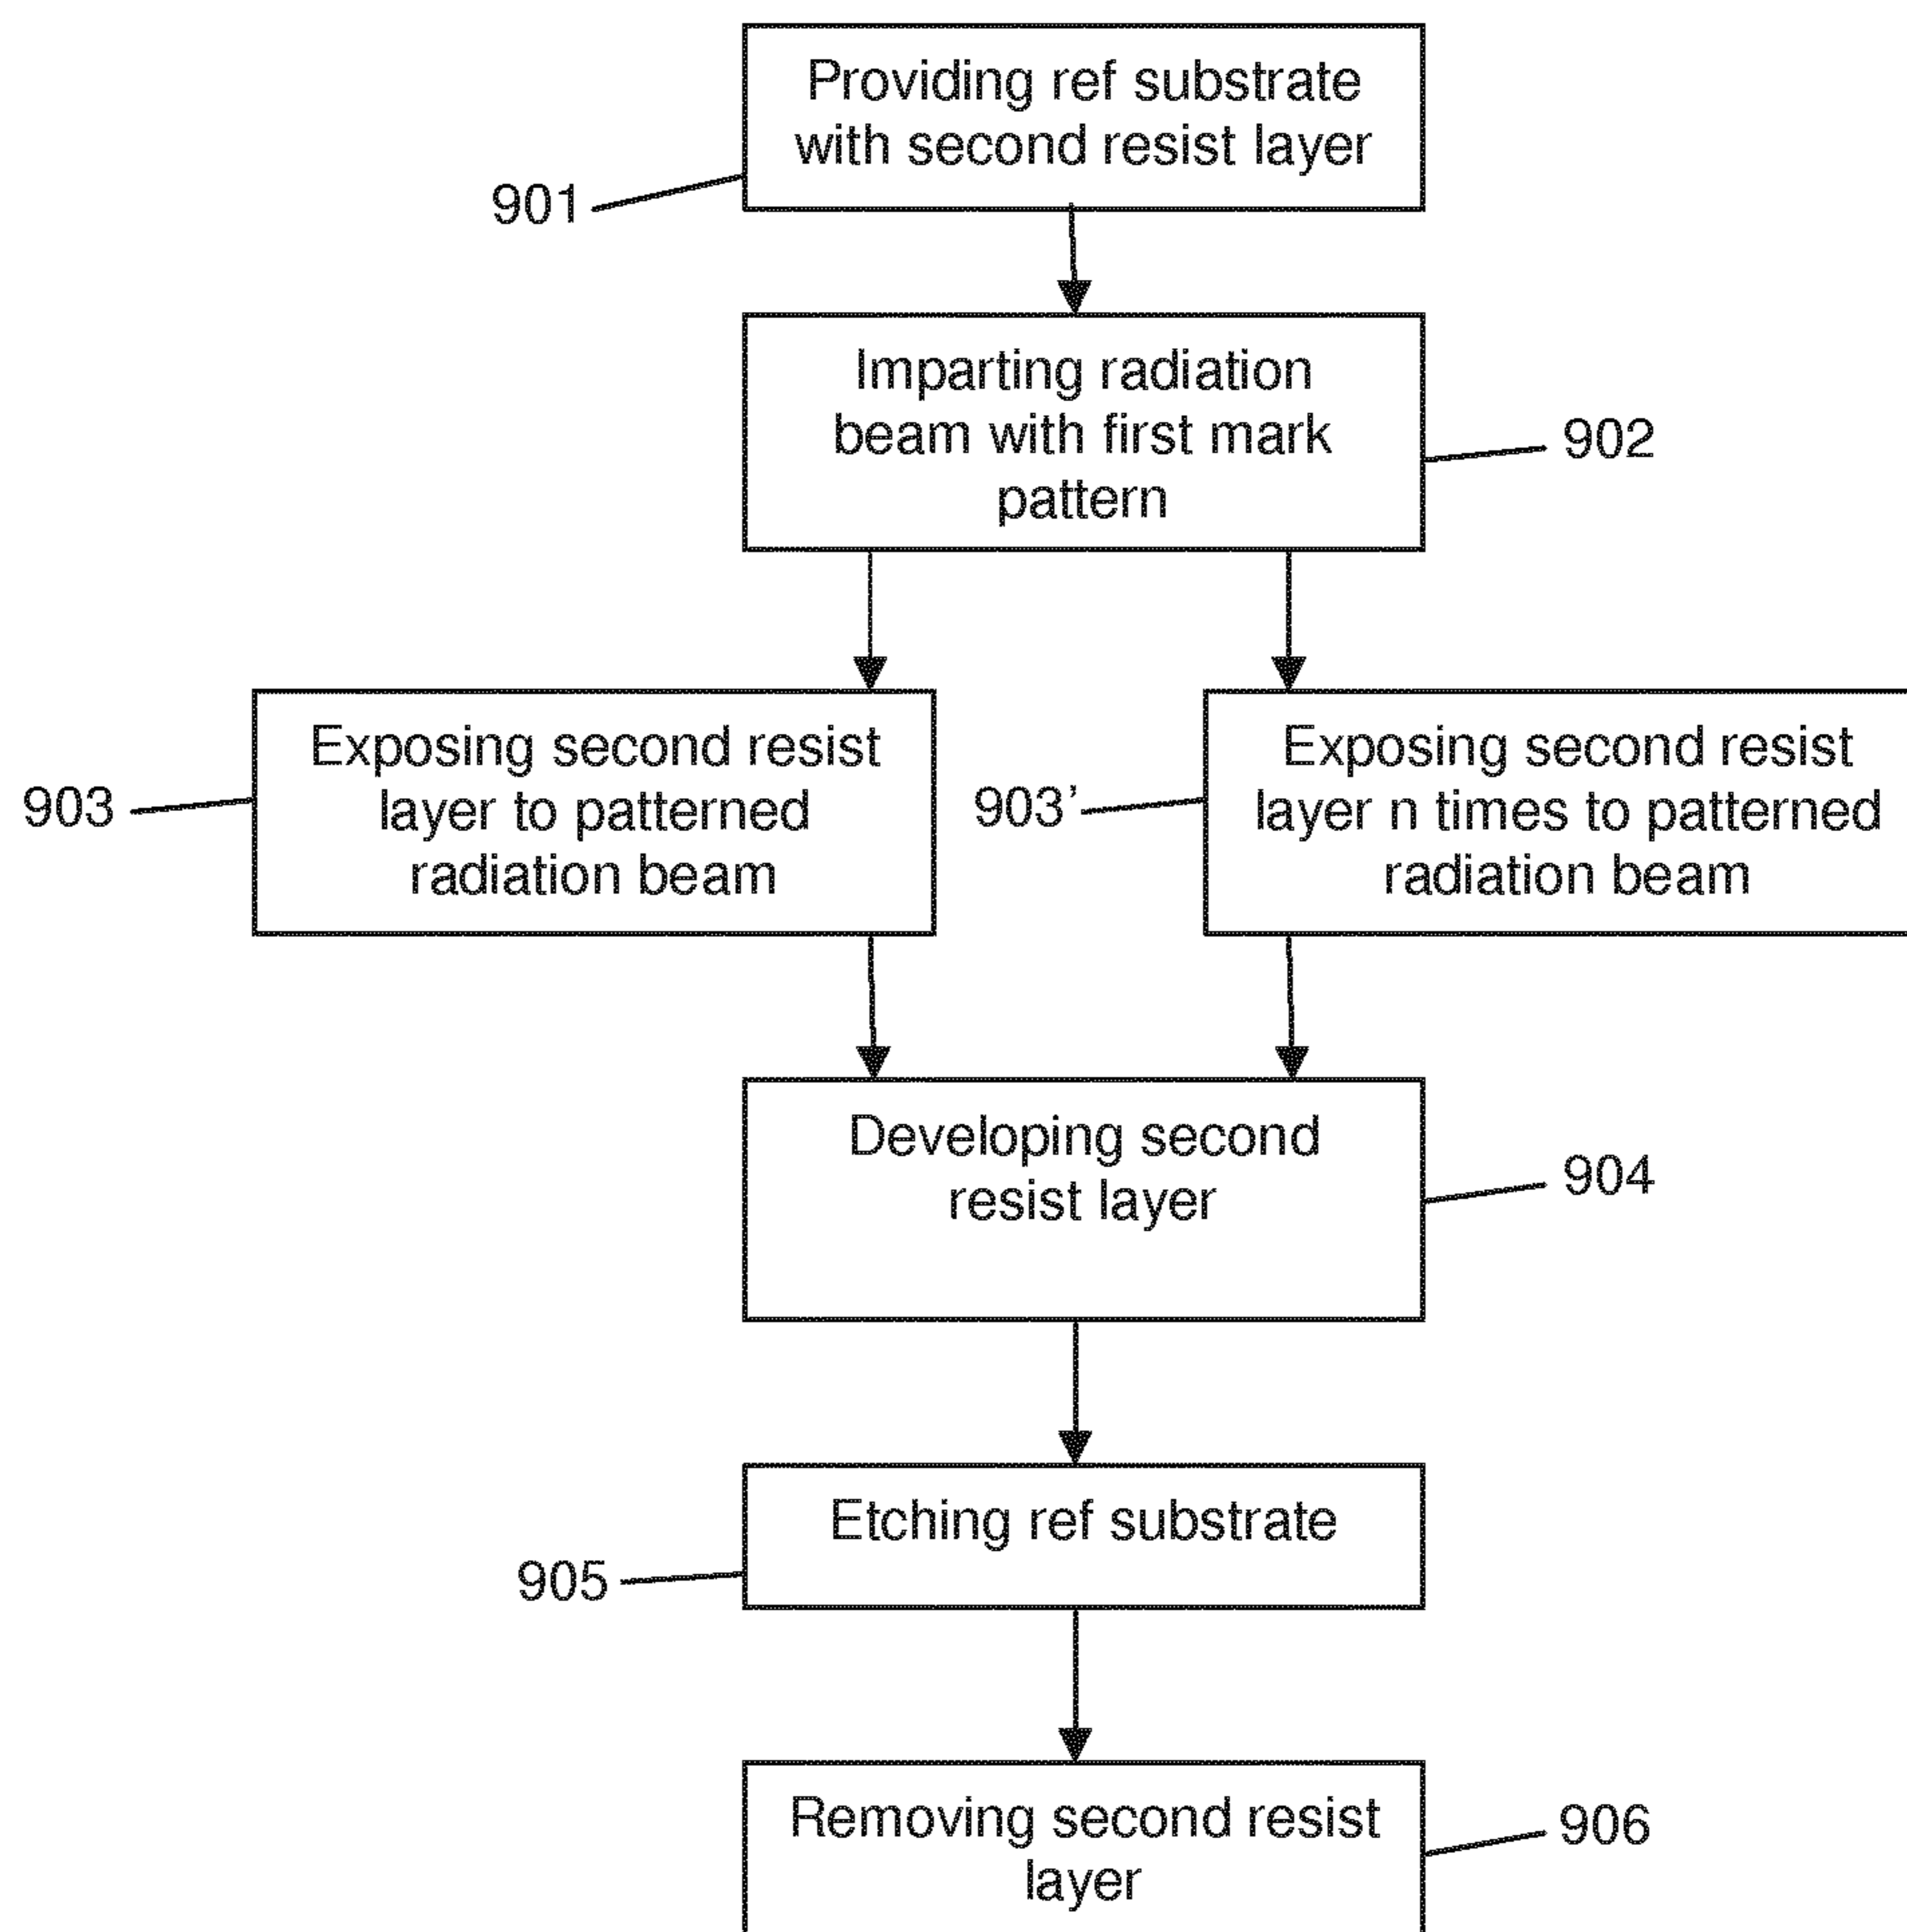 Providing ref substrate
with second resist layer
901
Imparting radiation
beam with first mark
pattern
902
Exposing second resist
layer to patterned
radiation beam
903
Exposing second resist
layer n times to patterned
radiation beam
903’
Developing second
resist layer
904
Etching ref substrate
905
Removing second resist
layer
906